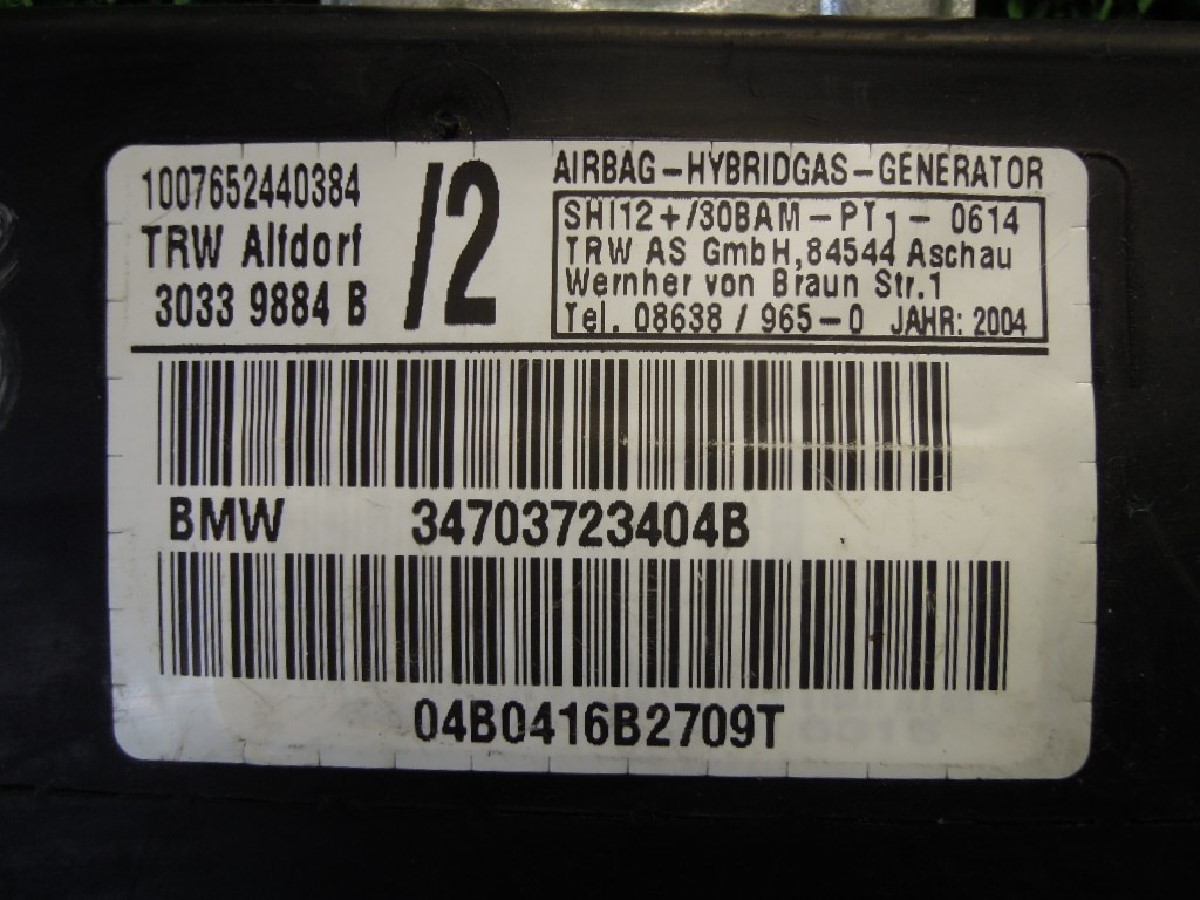 1007652440384
TRW Alfdorf
3033 9884 B
/2
AIRBAG-HYBRIDGAS-GENERATOR
SHI12+/30BAM-PT1-0614
TRW AS GmbH, 84544 Aschau
Wernher von Braun Str.1
Tel. 08638 / 965-0 JAHR: 2004
BMW 34703723404B
04B0416B2709T